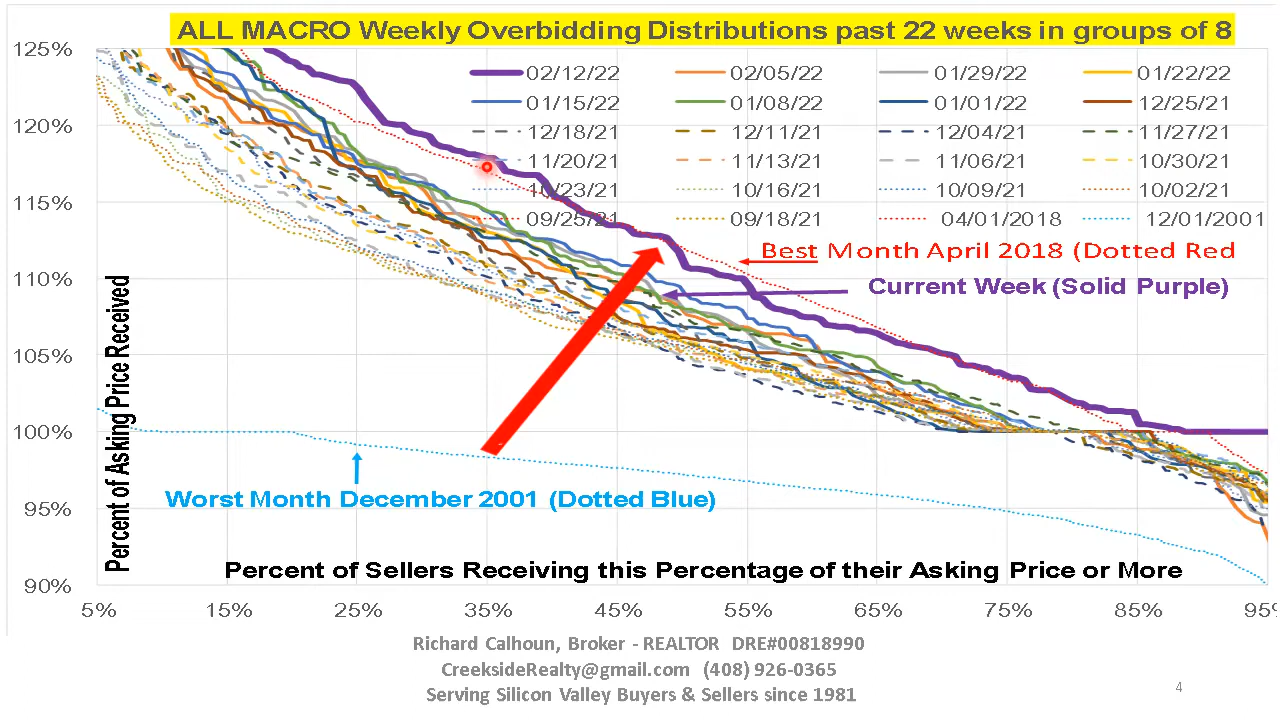 ALL MACRO Weekly Overbidding Distributions past 22 weeks in groups of 8
125%
120%
115%
110%
105%
100%
95%
90%
Percent of Asking Price Received
02/12/22 02/05/22 01/29/22 01/22/22
01/15/22 01/08/22 01/01/22 12/25/21
12/18/21 12/11/21 12/04/21 11/27/21
11/20/21 11/13/21 11/06/21 10/30/21
10/23/21 10/16/21 10/09/21 10/02/21
09/25/21 09/18/21 04/01/2018 12/01/2001
Best Month April 2018 (Dotted Red
Current Week (Solid Purple)
Worst Month December 2001 (Dotted Blue)
Percent of Sellers Receiving this Percentage of their Asking Price or More
5% 15% 25% 35% 45% 55% 65% 75% 85% 95%
Richard Calhoun, Broker - REALTOR DRE#00818990
CreeksideRealty@gmail.com (408) 926-0365
Serving Silicon Valley Buyers & Sellers since 1981
4